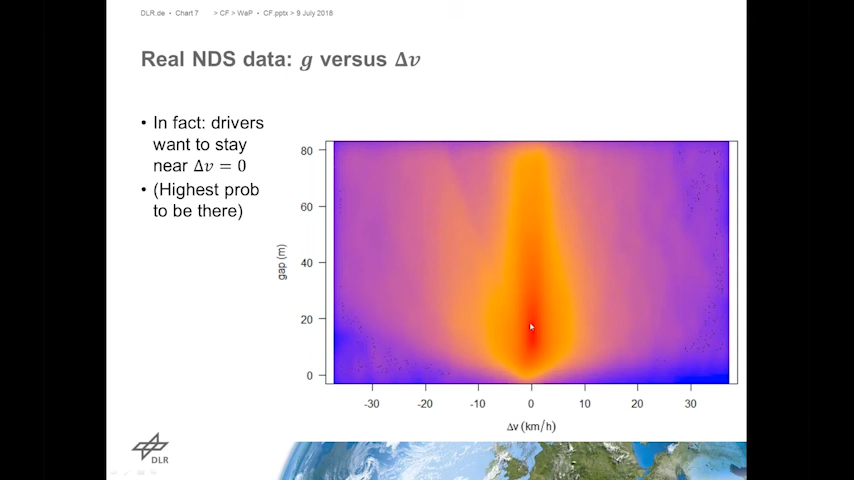 DLR.de • Chart 7 > CF > WaP • CF.pptx > 9 July 2018
Real NDS data: g versus Δv
• In fact: drivers
want to stay
near Δv = 0
• (Highest prob
to be there)
80
60
40
20
0
gap (m)
-30 -20 -10 0 10 20 30
Δv (km/h)
DLR